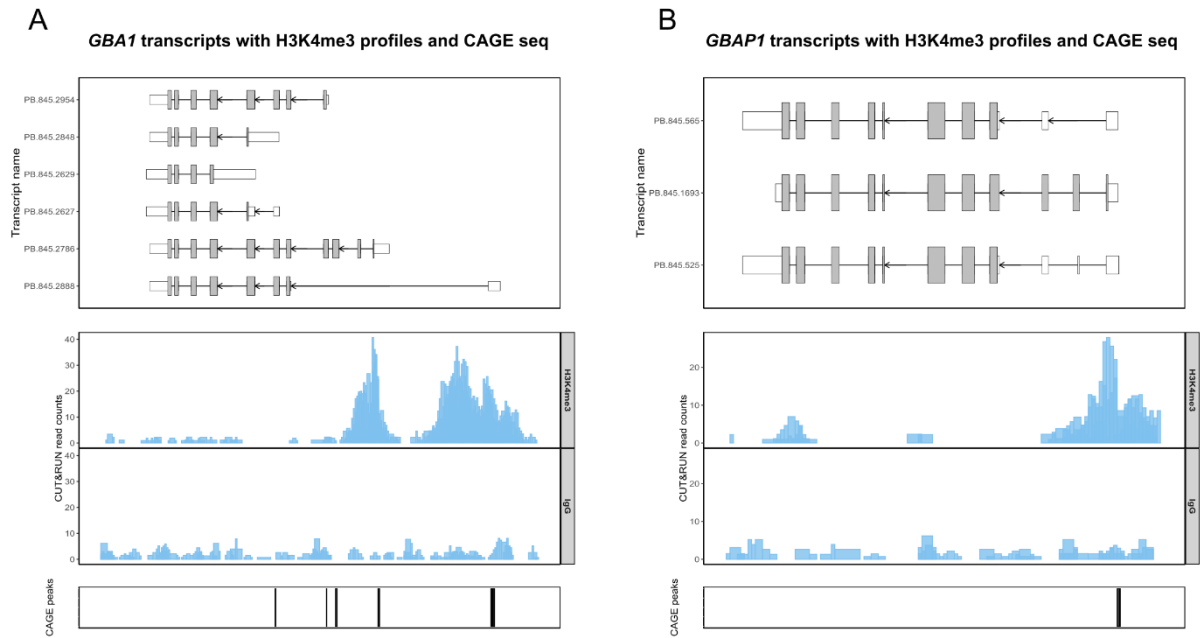 A
GBA1 transcripts with H3K4me3 profiles and CAGE seq
Transcript name
PB.845.2954
PB.845.2848
PB.845.2629
PB.845.2627
PB.845.2786
PB.845.2888
CUT&RUN read counts
40
30
20
10
0
H3K4me3
40
30
20
10
0
IgG
CAGE peaks
B
GBAP1 transcripts with H3K4me3 profiles and CAGE seq
Transcript name
PB.845.565
PB.845.1693
PB.845.525
CUT&RUN read counts
20
10
0
H3K4me3
20
10
0
IgG
CAGE peaks